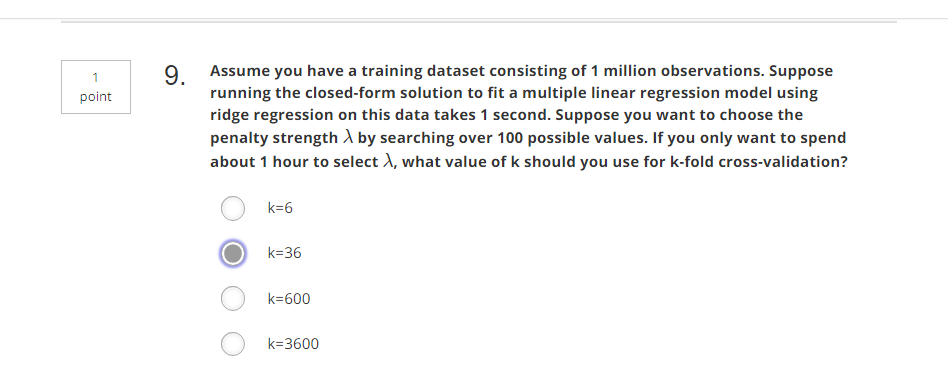 1
point
9.
Assume you have a training dataset consisting of 1 million observations. Suppose
running the closed-form solution to fit a multiple linear regression model using
ridge regression on this data takes 1 second. Suppose you want to choose the
penalty strength λ by searching over 100 possible values. If you only want to spend
about 1 hour to select λ, what value of k should you use for k-fold cross-validation?
k=6
k=36
k=600
k=3600